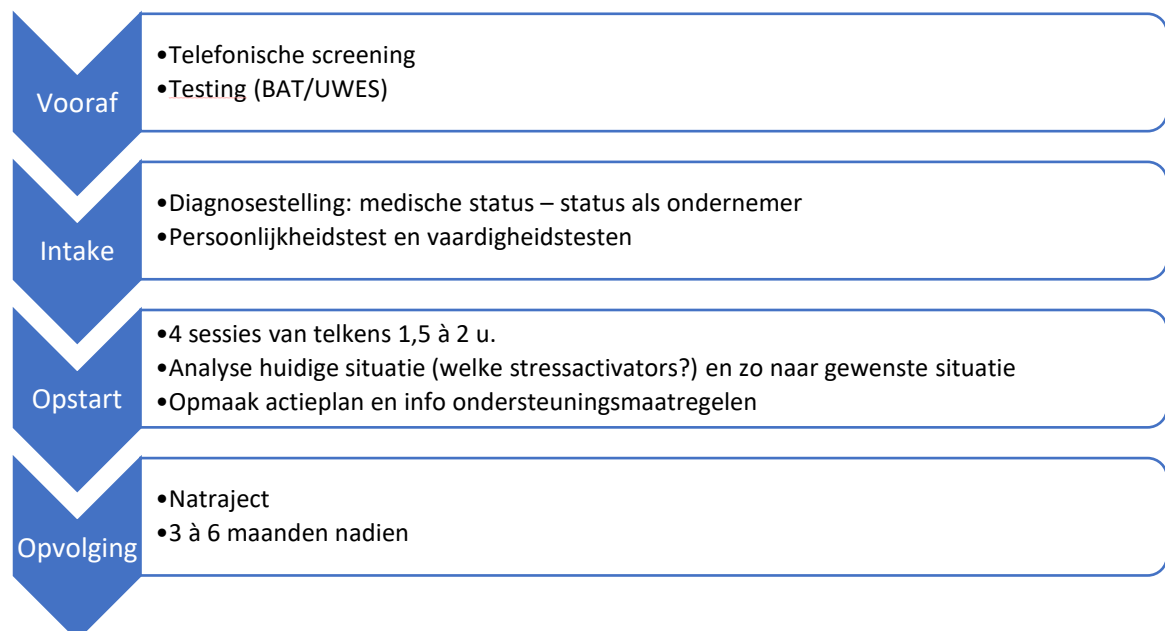 Vooraf
•Telefonische screening
•Testing (BAT/UWES)
Intake
•Diagnosestelling: medische status – status als ondernemer
•Persoonlijkheidstest en vaardigheidstesten
Opstart
•4 sessies van telkens 1,5 à 2 u.
•Analyse huidige situatie (welke stressactivators?) en zo naar gewenste situatie
•Opmaak actieplan en info ondersteuningsmaatregelen
Opvolging
•Natraject
•3 à 6 maanden nadien